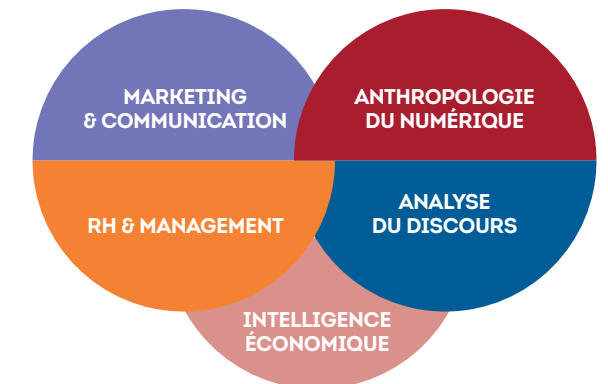 MARKETING
& COMMUNICATION
ANTHROPOLOGIE
DU NUMÉRIQUE
RH & MANAGEMENT
ANALYSE
DU DISCOURS
INTELLIGENCE
ÉCONOMIQUE